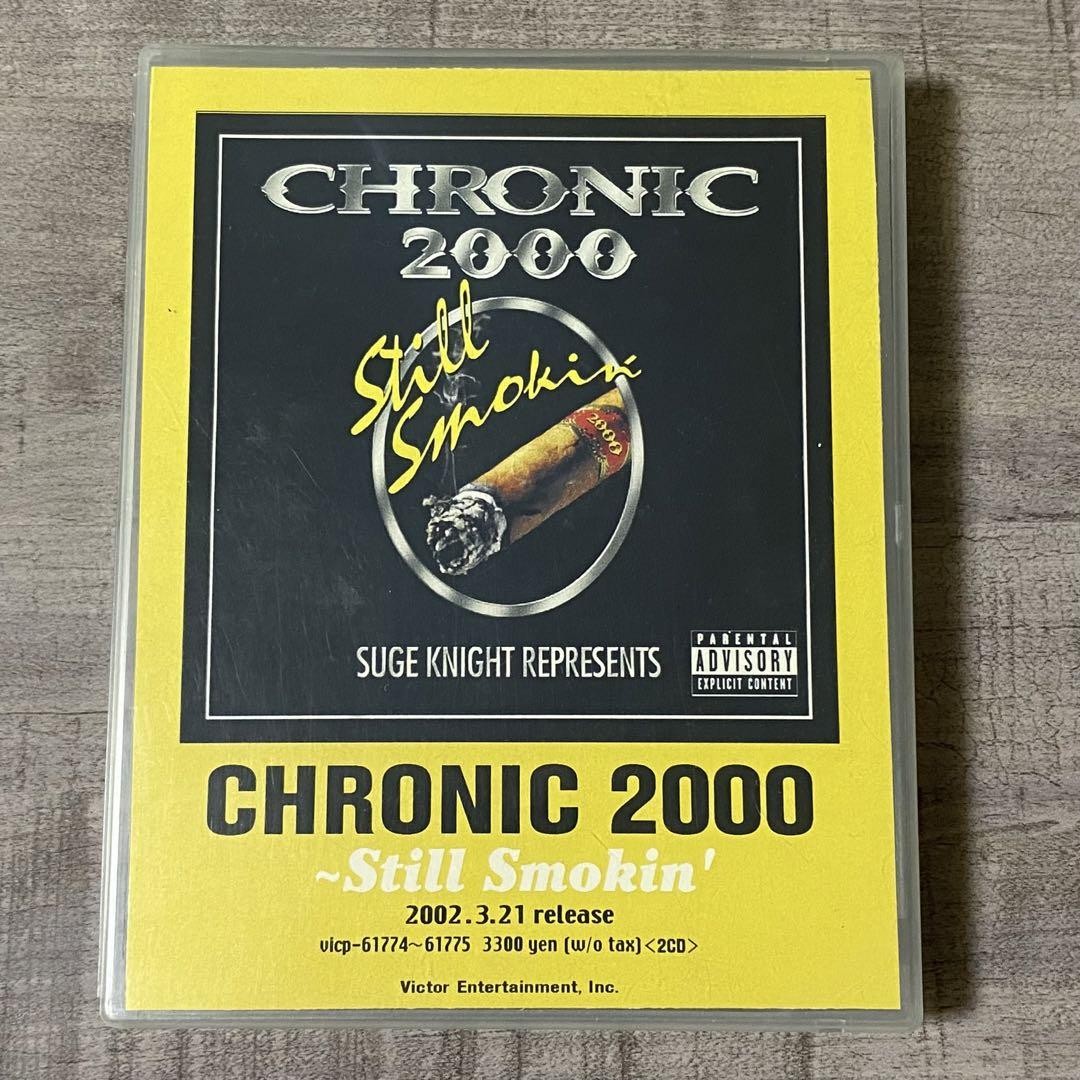 CHRONIC
2000
Still
Smokin
2000
SUGE KNIGHT REPRESENTS
PARENTAL
ADVISORY
EXPLICIT CONTENT
CHRONIC 2000
~Still Smokin'
2002.3.21 release
vicp-61774~61775 3300 yen (w/o tax)<2CD>
Victor Entertainment, Inc.